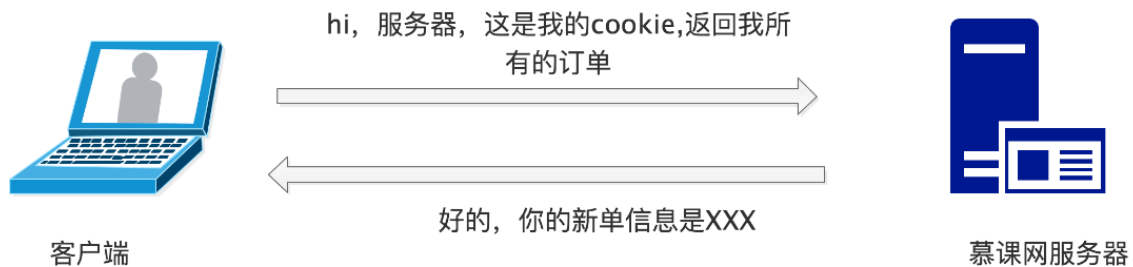 hi，服务器，这是我的cookie,返回我所
有的订单
好的，你的新单信息是XXX
客户端
慕课网服务器